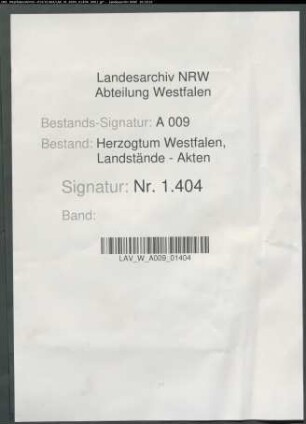 Landesarchiv NRW
Abteilung Westfalen
Bestands-Signatur: A 009
Bestand: Herzogtum Westfalen,
Landstände - Akten
Signatur: Nr. 1.404
Band:
LAV_W_A009_01404